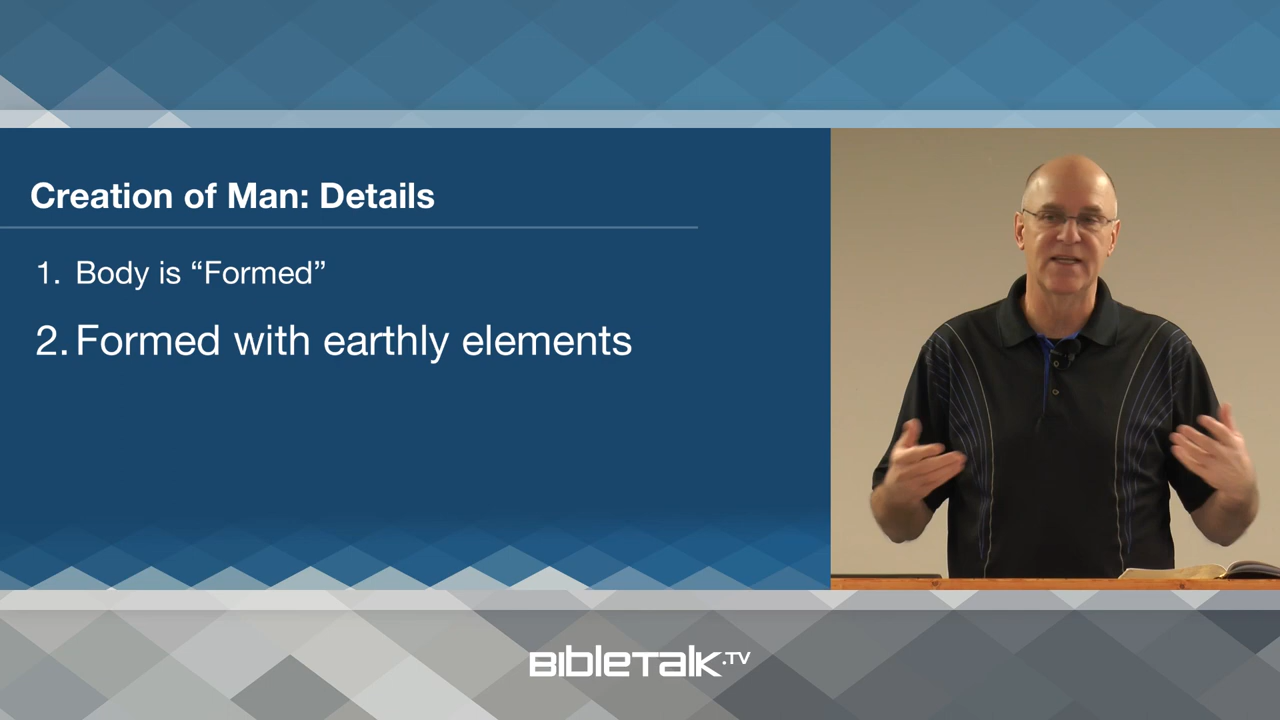 Creation of Man: Details
1. Body is “Formed”
2. Formed with earthly elements
BibleTalk.TV